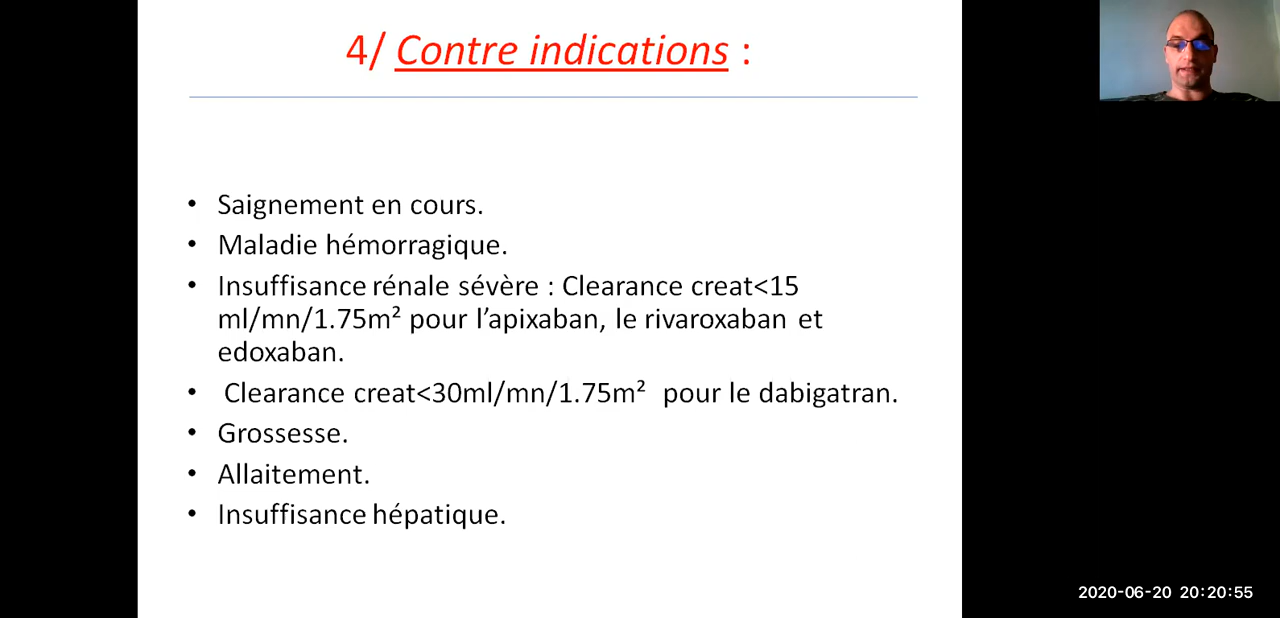 4/ Contre indications :
• Saignement en cours.
• Maladie hémorragique.
• Insuffisance rénale sévère : Clearance creat<15
ml/mn/1.75m² pour l’apixaban, le rivaroxaban et
edoxaban.
• Clearance creat<30ml/mn/1.75m² pour le dabigatran.
• Grossesse.
• Allaitement.
• Insuffisance hépatique.
2020-06-20 20:20:55